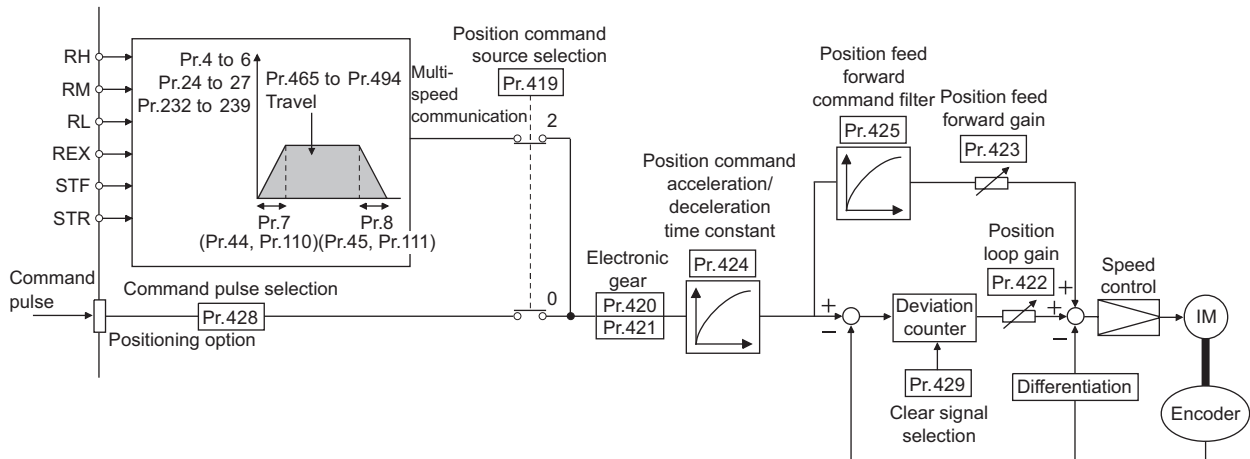 RH
RM
RL
REX
STF
STR
Pr.4 to 6
Pr.24 to 27
Pr.232 to 239
Pr.465 to Pr.494
Travel
Pr.7
Pr.8
(Pr.44, Pr.110)(Pr.45, Pr.111)
Multi-
speed
communication
Position command
source selection
Pr.419
2
0
Command
pulse
Command pulse selection
Pr.428
Positioning option
Electronic
gear
Pr.420
Pr.421
Position command
acceleration/
deceleration
time constant
Pr.424
Position feed
forward
command filter
Pr.425
Position feed
forward gain
Pr.423
Position
loop gain
Pr.422
+
−
Deviation
counter
Pr.429
Clear signal
selection
+
+
−
Differentiation
Speed
control
IM
Encoder